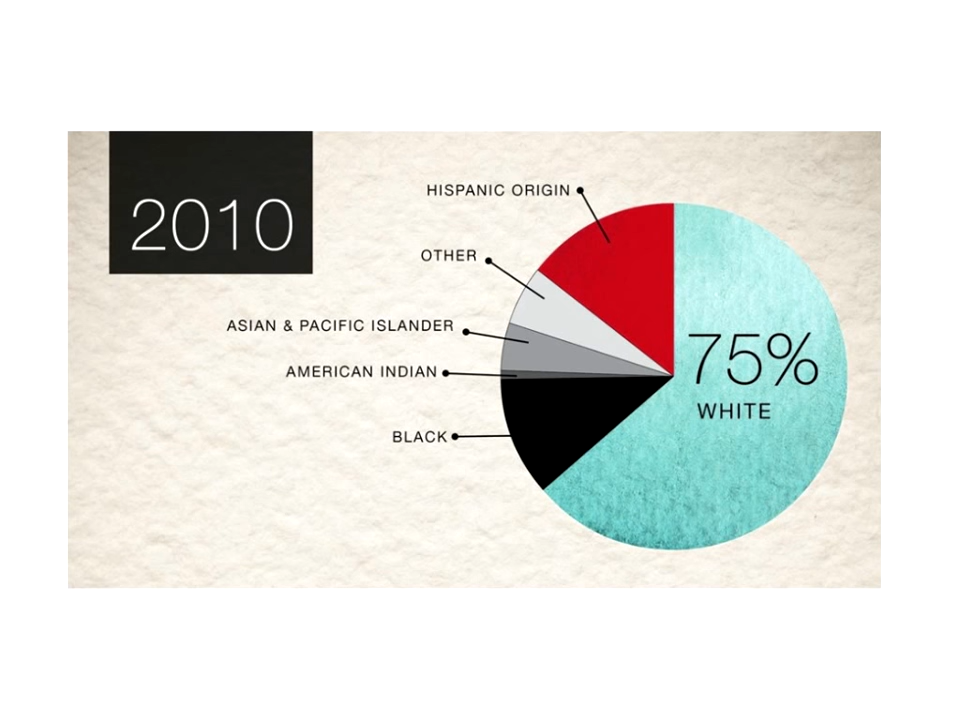 2010
HISPANIC ORIGIN
OTHER
ASIAN & PACIFIC ISLANDER
AMERICAN INDIAN
BLACK
75%
WHITE